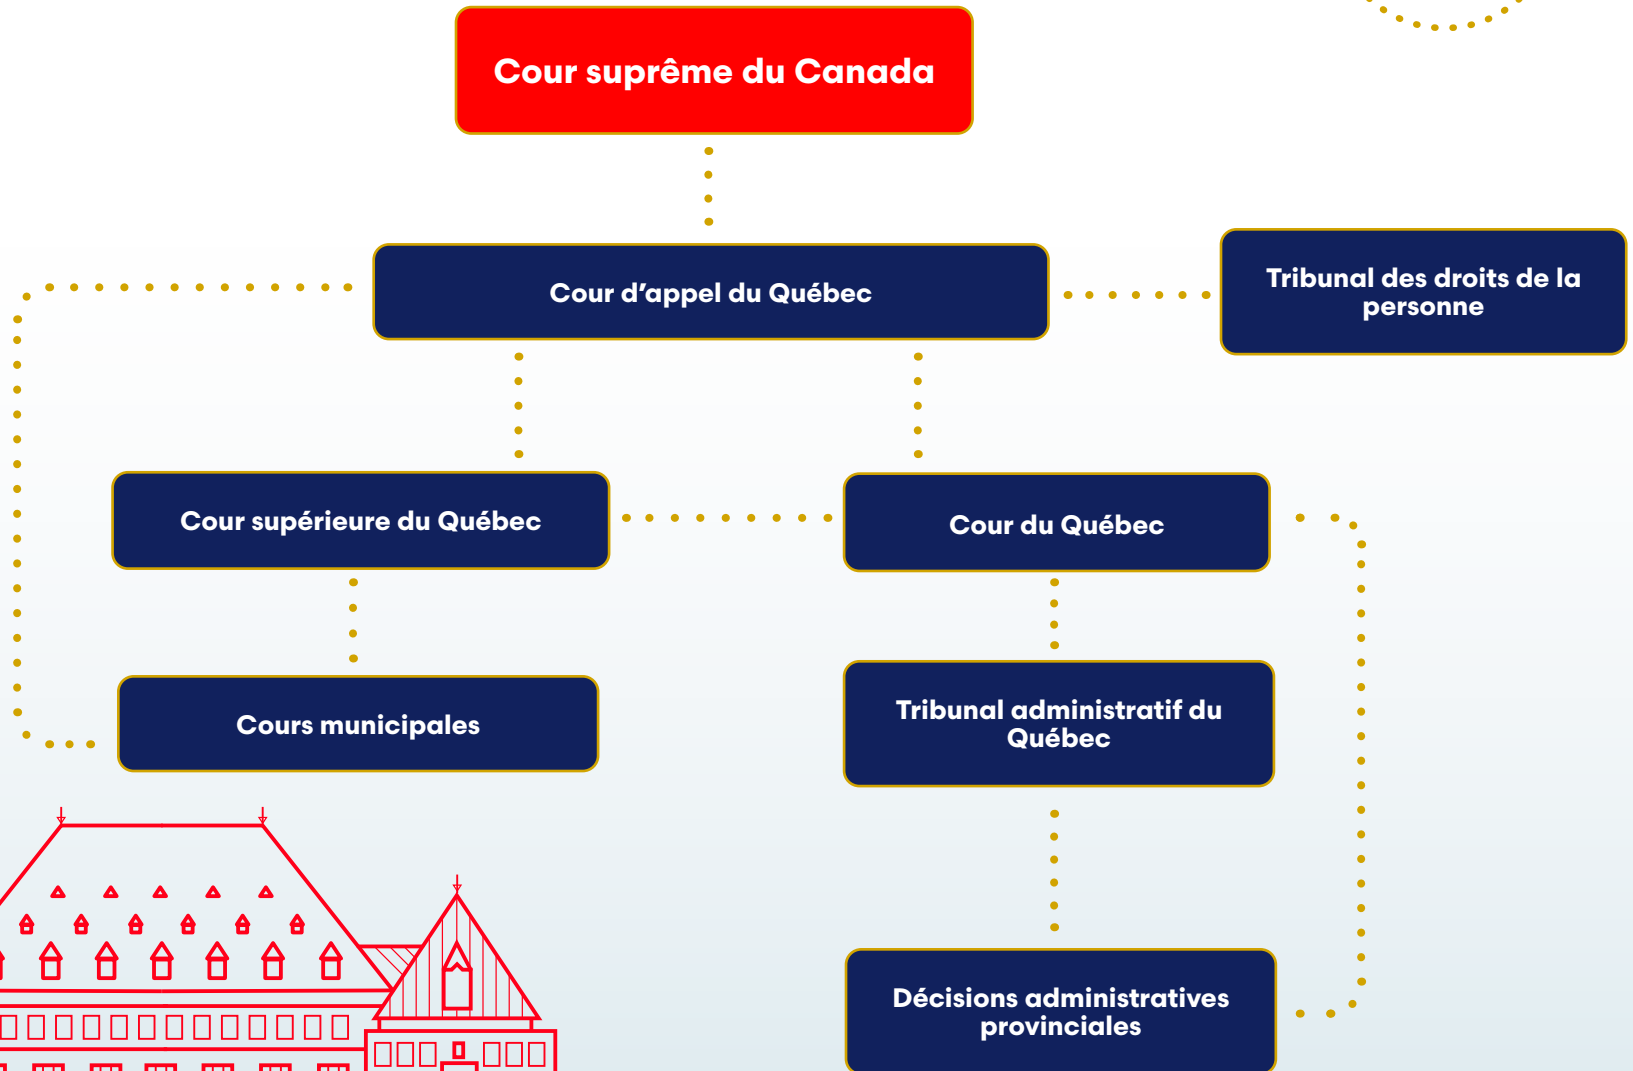 Cour suprême du Canada
Cour d’appel du Québec
Tribunal des droits de la
personne
Cour supérieure du Québec
Cour du Québec
Cours municipales
Tribunal administratif du
Québec
Décisions administratives
provinciales